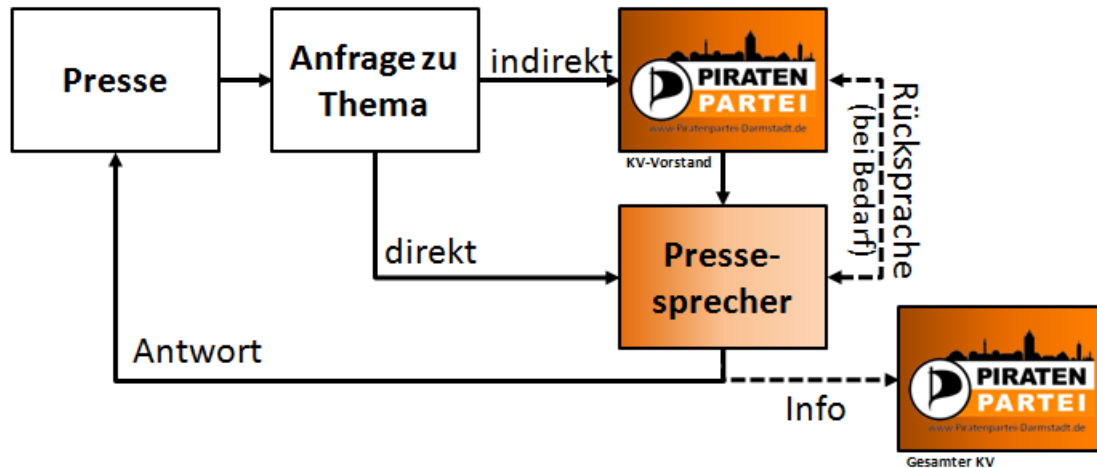 Presse
Anfrage zu
Thema
indirekt
PIRATEN
PARTEI
www.Piratenpartei-Darmstadt.de
KV-Vorstand
Rücksprache
(bei Bedarf)
direkt
Presse-
sprecher
Antwort
Info
PIRATEN
PARTEI
www.Piratenpartei-Darmstadt.de
Gesamter KV